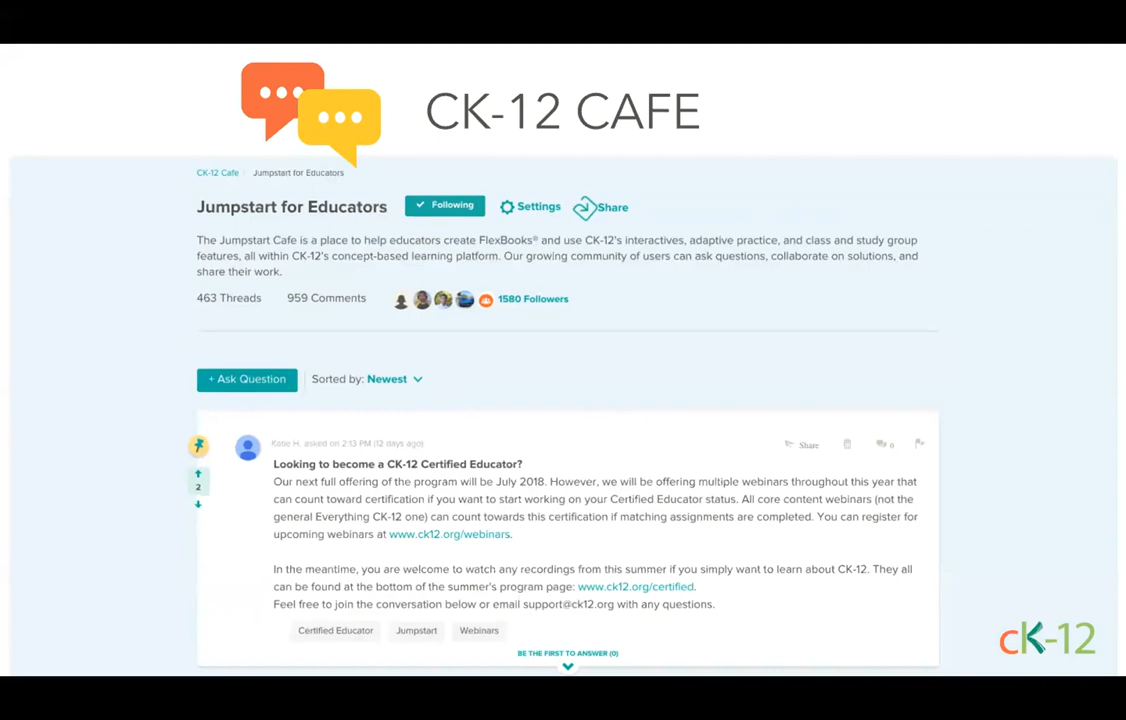 CK-12 CAFE
CK-12 Cafe / Jumpstart for Educators
Jumpstart for Educators
Following
Settings
Share
The Jumpstart Cafe is a place to help educators create FlexBooks® and use CK-12's interactives, adaptive practice, and class and study group
features, all within CK-12's concept-based learning platform. Our growing community of users can ask questions, collaborate on solutions, and
share their work.
463 Threads 959 Comments 1580 Followers
+ Ask Question Sorted by: Newest
Katie H. asked on 2:13 PM (12 days ago) Share 0
Looking to become a CK-12 Certified Educator?
Our next full offering of the program will be July 2018. However, we will be offering multiple webinars throughout this year that
2
can count toward certification if you want to start working on your Certified Educator status. All core content webinars (not the
general Everything CK-12 one) can count towards this certification if matching assignments are completed. You can register for
upcoming webinars at www.ck12.org/webinars.
In the meantime, you are welcome to watch any recordings from this summer if you simply want to learn about CK-12. They all
can be found at the bottom of the summer's program page: www.ck12.org/certified.
Feel free to join the conversation below or email support@ck12.org with any questions.
Certified Educator Jumpstart Webinars
BE THE FIRST TO ANSWER (0)
cK-12